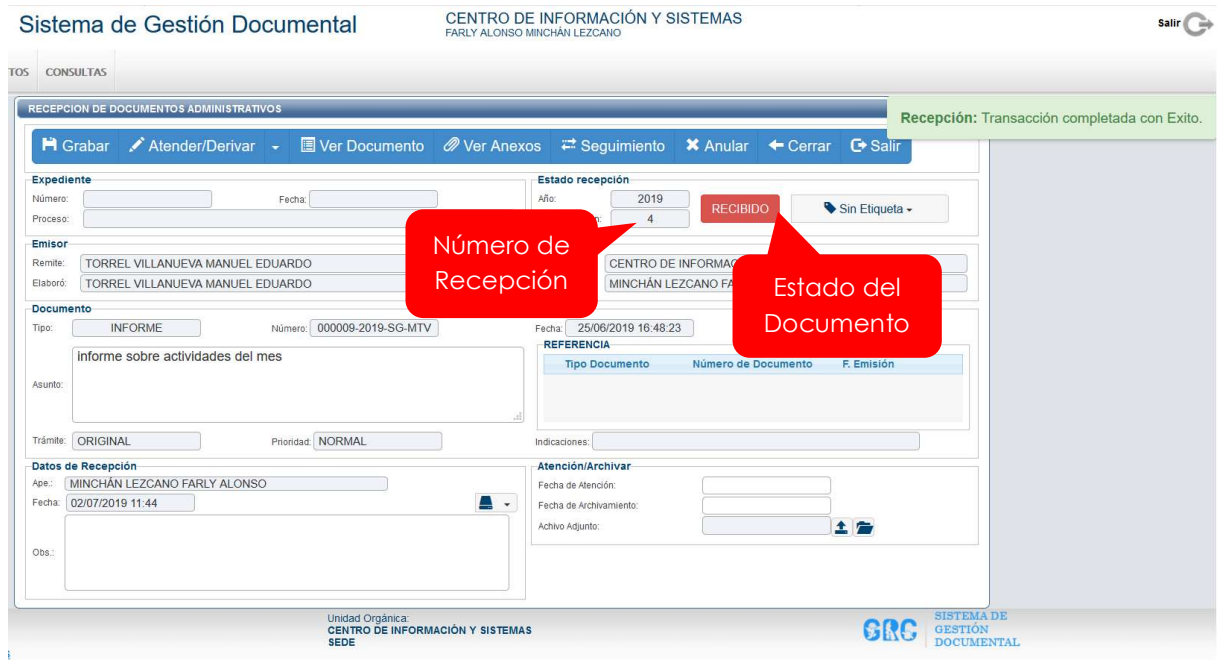 Sistema de Gestión Documental
CENTRO DE INFORMACIÓN Y SISTEMAS
FARLY ALONSO MINCHÁN LEZCANO
Salir
TOS CONSULTAS
RECEPCION DE DOCUMENTOS ADMINISTRATIVOS
Recepción: Transacción completada con Exito.
Grabar Atender/Derivar Ver Documento Ver Anexos Seguimiento Anular Cerrar Salir
Expediente
Número: Fecha:
Proceso:
Estado recepción
Año: 2019
4
RECIBIDO
Sin Etiqueta
Número de
Recepción
Estado del
Documento
Emisor
Remite: TORREL VILLANUEVA MANUEL EDUARDO
Elaboró: TORREL VILLANUEVA MANUEL EDUARDO
CENTRO DE
MINCHÁN LEZCANO
Documento
Tipo: INFORME Número: 000009-2019-SG-MTV Fecha: 25/06/2019 16:48:23
Asunto: informe sobre actividades del mes
REFERENCIA
Tipo Documento Número de Documento F. Emisión
Trámite: ORIGINAL Prioridad: NORMAL Indicaciones:
Datos de Recepción
Ape.: MINCHÁN LEZCANO FARLY ALONSO
Fecha: 02/07/2019 11:44
Obs.:
Atención/Archivar
Fecha de Atención:
Fecha de Archivamiento:
Achivo Adjunto:
Unidad Orgánica:
CENTRO DE INFORMACIÓN Y SISTEMAS
SEDE
GRC
SISTEMA DE
GESTIÓN
DOCUMENTAL